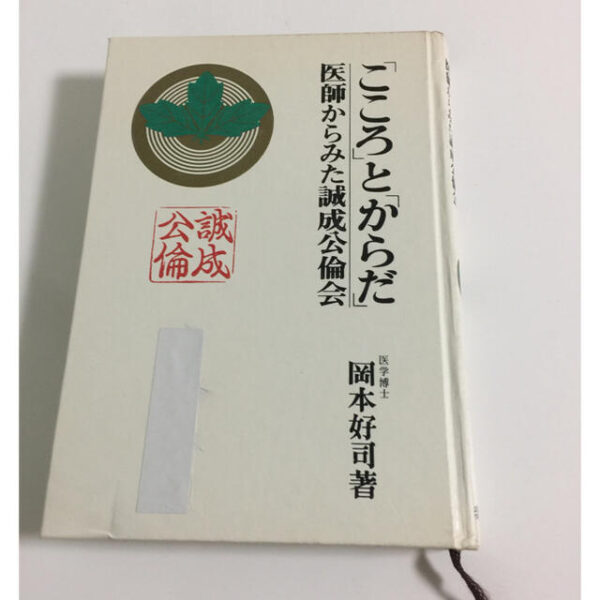 「こころ」と「からだ」
医師からみた誠成公倫会
医学博士
岡本好司著
誠成
公倫